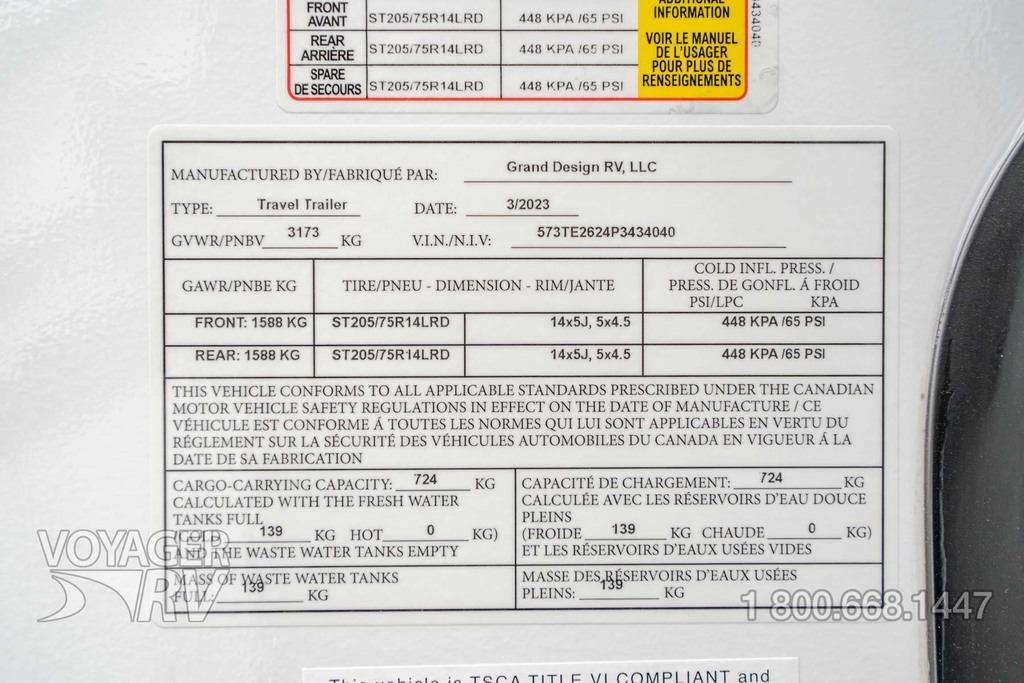 ADDITIONAL
INFORMATION
FRONT
AVANT
ST205/75R14LRD 448 KPA /65 PSI
REAR
ARRIÈRE
ST205/75R14LRD 448 KPA /65 PSI
SPARE
DE SECOURS
ST205/75R14LRD 448 KPA /65 PSI
VOIR LE MANUEL
DE L'USAGER
POUR PLUS DE
RENSEIGNEMENTS
434040
MANUFACTURED BY/FABRIQUÉ PAR: Grand Design RV, LLC
TYPE: Travel Trailer DATE: 3/2023
GVWR/PNBV 3173 KG V.I.N./N.I.V: 573TE2624P3434040
GAWR/PNBE KG TIRE/PNEU - DIMENSION - RIM/JANTE
COLD INFL. PRESS. /
PRESS. DE GONFL. Á FROID
PSI/LPC KPA
FRONT: 1588 KG ST205/75R14LRD 14x5J, 5x4.5 448 KPA /65 PSI
REAR: 1588 KG ST205/75R14LRD 14x5J, 5x4.5 448 KPA /65 PSI
THIS VEHICLE CONFORMS TO ALL APPLICABLE STANDARDS PRESCRIBED UNDER THE CANADIAN
MOTOR VEHICLE SAFETY REGULATIONS IN EFFECT ON THE DATE OF MANUFACTURE / CE
VÉHICULE EST CONFORME Á TOUTES LES NORMES QUI LUI SONT APPLICABLES EN VERTU DU
RÉGLEMENT SUR LA SÉCURITÉ DES VÉHICULES AUTOMOBILES DU CANADA EN VIGUEUR Á LA
DATE DE SA FABRICATION
CARGO-CARRYING CAPACITY: 724 KG
CALCULATED WITH THE FRESH WATER
TANKS FULL
(COLD 139 KG HOT 0 KG)
AND THE WASTE WATER TANKS EMPTY
CAPACITÉ DE CHARGEMENT: 724 KG
CALCULÉE AVEC LES RÉSERVOIRS D'EAU DOUCE
PLEINS
(FROIDE 139 KG CHAUDE 0 KG)
ET LES RÉSERVOIRS D'EAUX USÉES VIDES
MASS OF WASTE WATER TANKS
FULL: 139 KG
MASSE DES RÉSERVOIRS D'EAUX USÉES
PLEINS: 139 KG
VOYAGER
RV
1 800.668.1447
This vehicle is TSCA TITLE VI COMPLIANT and